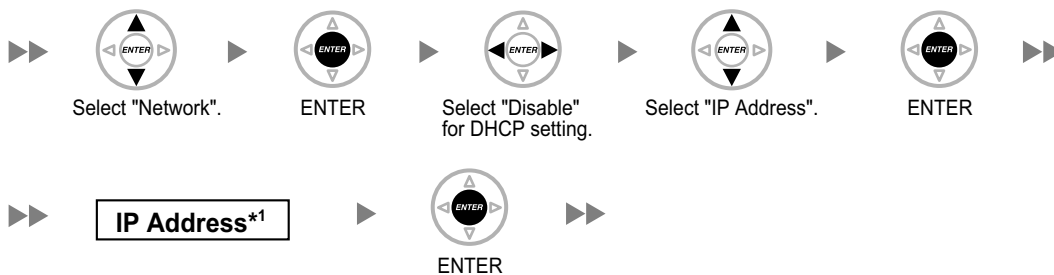 ENTER ENTER ENTER ENTER ENTER
Select "Network". ENTER Select "Disable" Select "IP Address". ENTER
for DHCP setting.
IP Address*1 ENTER
ENTER